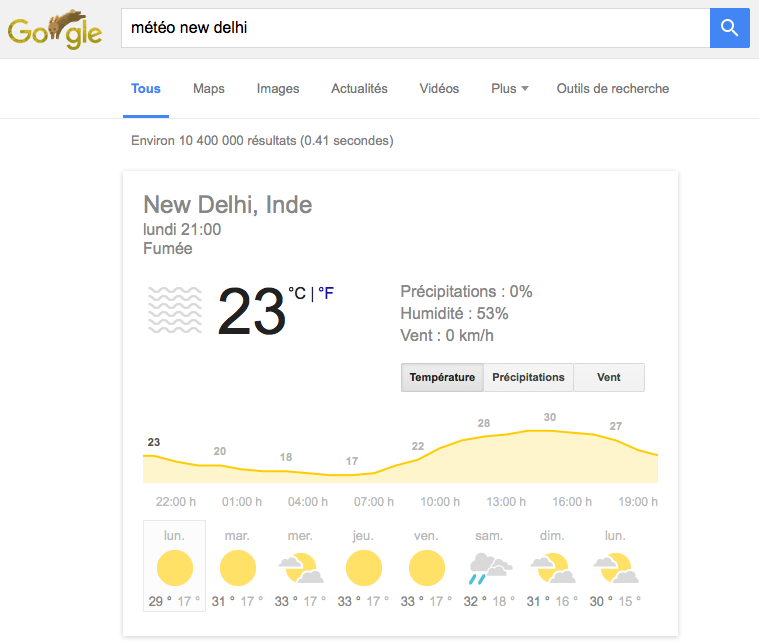 Google
météo new delhi
Tous Maps Images Actualités Vidéos Plus Outils de recherche
Environ 10 400 000 résultats (0.41 secondes)
New Delhi, Inde
lundi 21:00
Fumée
23 °C | °F
Précipitations : 0%
Humidité : 53%
Vent : 0 km/h
Température Précipitations Vent
23 20 18 17 22 28 30 27
22:00 h 01:00 h 04:00 h 07:00 h 10:00 h 13:00 h 16:00 h 19:00 h
lun. mar. mer. jeu. ven. sam. dim. lun.
29 ° 17 ° 31 ° 17 ° 33 ° 17 ° 33 ° 17 ° 33 ° 17 ° 32 ° 18 ° 31 ° 16 ° 30 ° 15 °